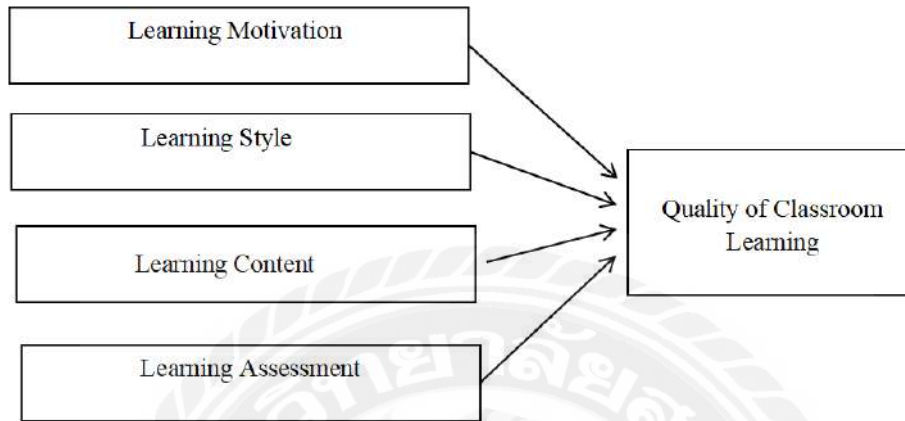 Learning Motivation
Learning Style
Learning Content
Learning Assessment
Quality of Classroom
Learning